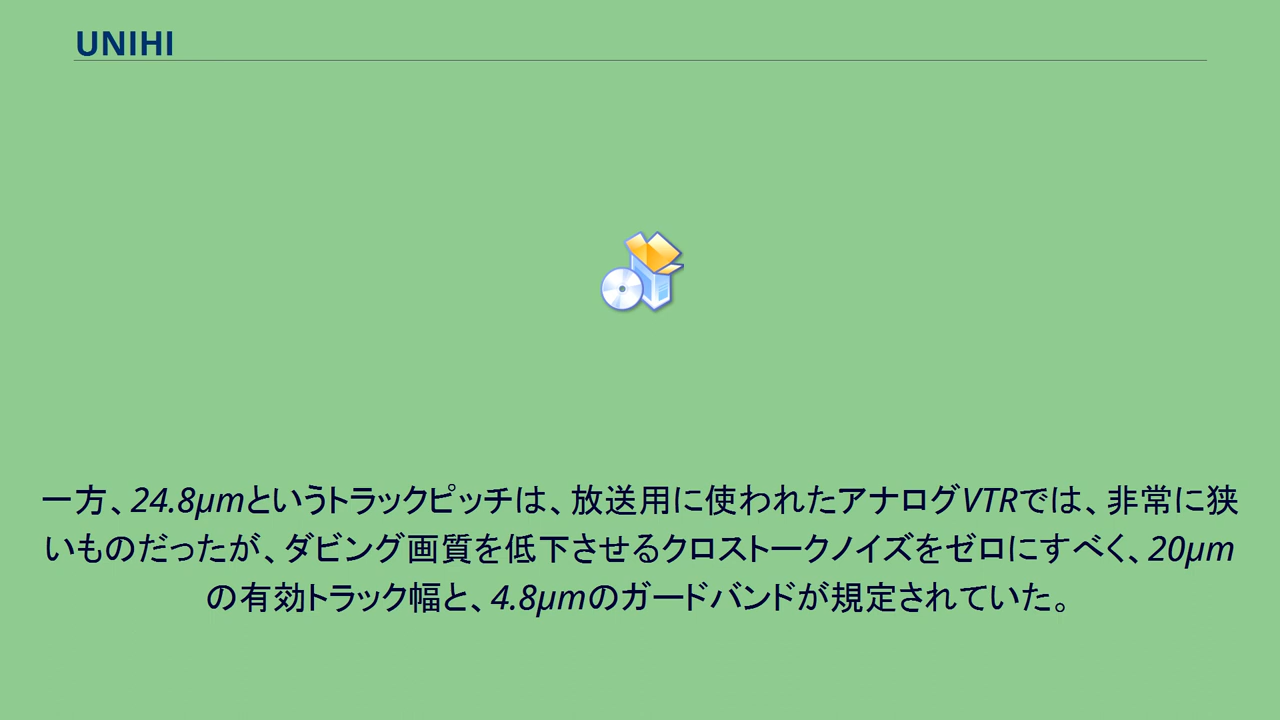 UNIHI
一方、24.8μmというトラックピッチは、放送用に使われたアナログVTRでは、非常に狭
いものだったが、ダビング画質を低下させるクロストークノイズをゼロにすべく、20μm
の有効トラック幅と、4.8μmのガードバンドが規定されていた。